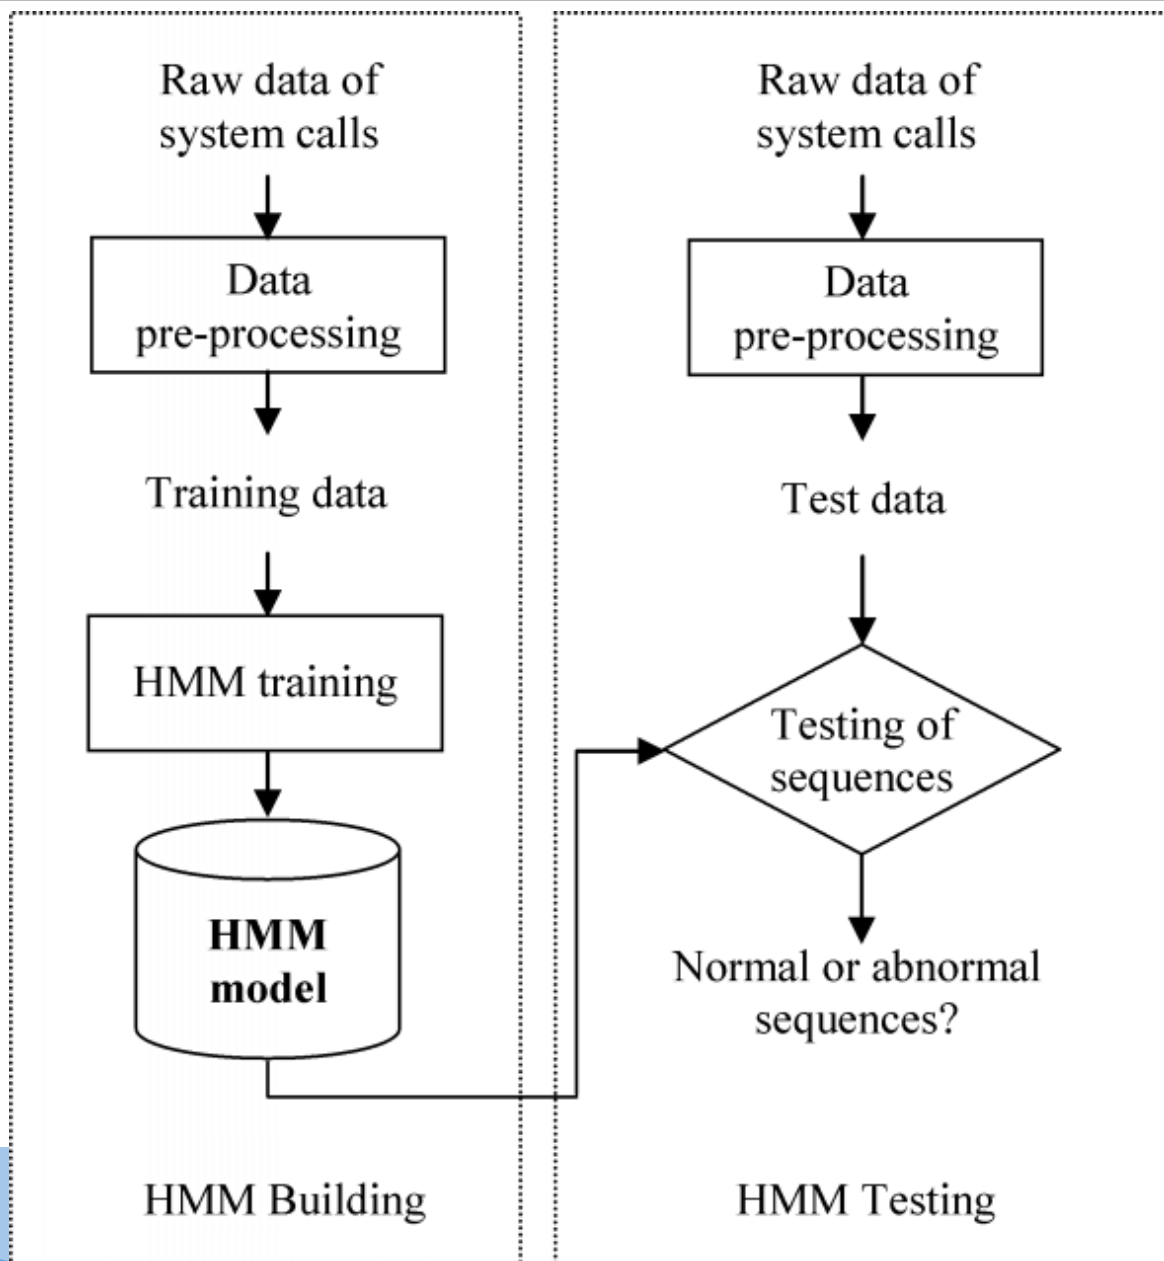 Raw data of
system calls
Data
pre-processing
Training data
HMM training
HMM
model
HMM Building
Raw data of
system calls
Data
pre-processing
Test data
Testing of
sequences
Normal or abnormal
sequences?
HMM Testing